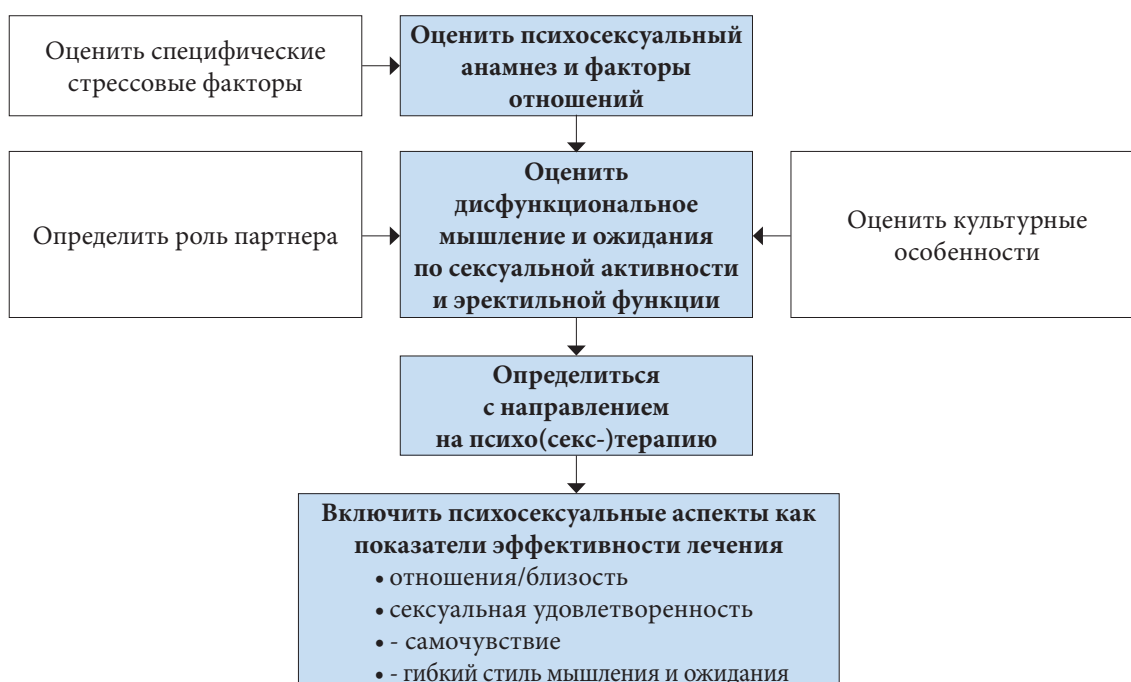 Оценить специфические
стрессовые факторы
Оценить психосексуальный
анамнез и факторы
отношений
Определить роль партнера
Оценить
дисфункциональное
мышление и ожидания
по сексуальной активности
и эректильной функции
Оценить культурные
особенности
Определиться
с направлением
на психо(секс-)терапию
Включить психосексуальные аспекты как
показатели эффективности лечения
• отношения/близость
• сексуальная удовлетворенность
• - самочувствие
• - гибкий стиль мышления и ожидания